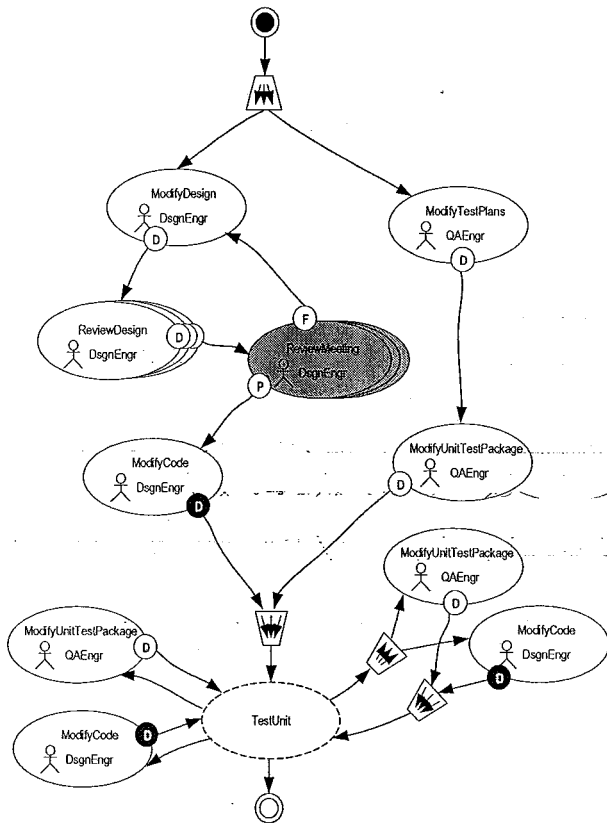 ModifyDesign
DsgnEngr
D
ModifyTestPlans
QAEngr
D
F
ReviewDesign
DsgnEngr
D
ReviewMeeting
DsgnEngr
P
ModifyCode
DsgnEngr
D
ModifyUnitTestPackage
QAEngr
D
ModifyUnitTestPackage
QAEngr
D
ModifyUnitTestPackage
QAEngr
D
ModifyCode
DsgnEngr
D
TestUnit
ModifyCode
DsgnEngr
D